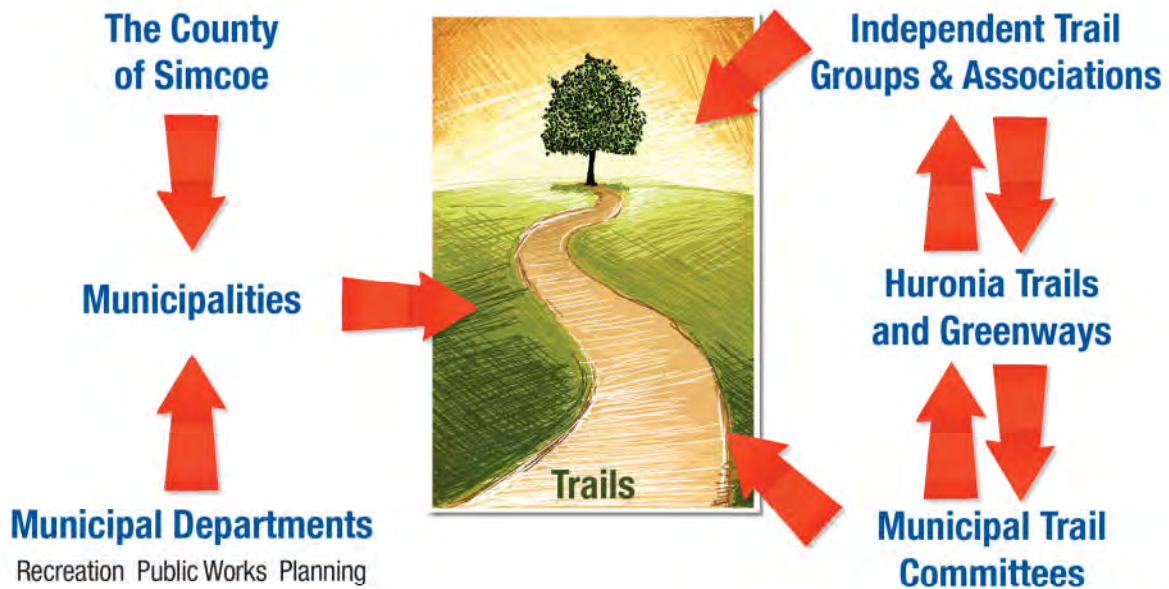 The County
of Simcoe
Municipalities
Municipal Departments
Recreation Public Works Planning
Trails
Independent Trail
Groups & Associations
Huronia Trails
and Greenways
Municipal Trail
Committees